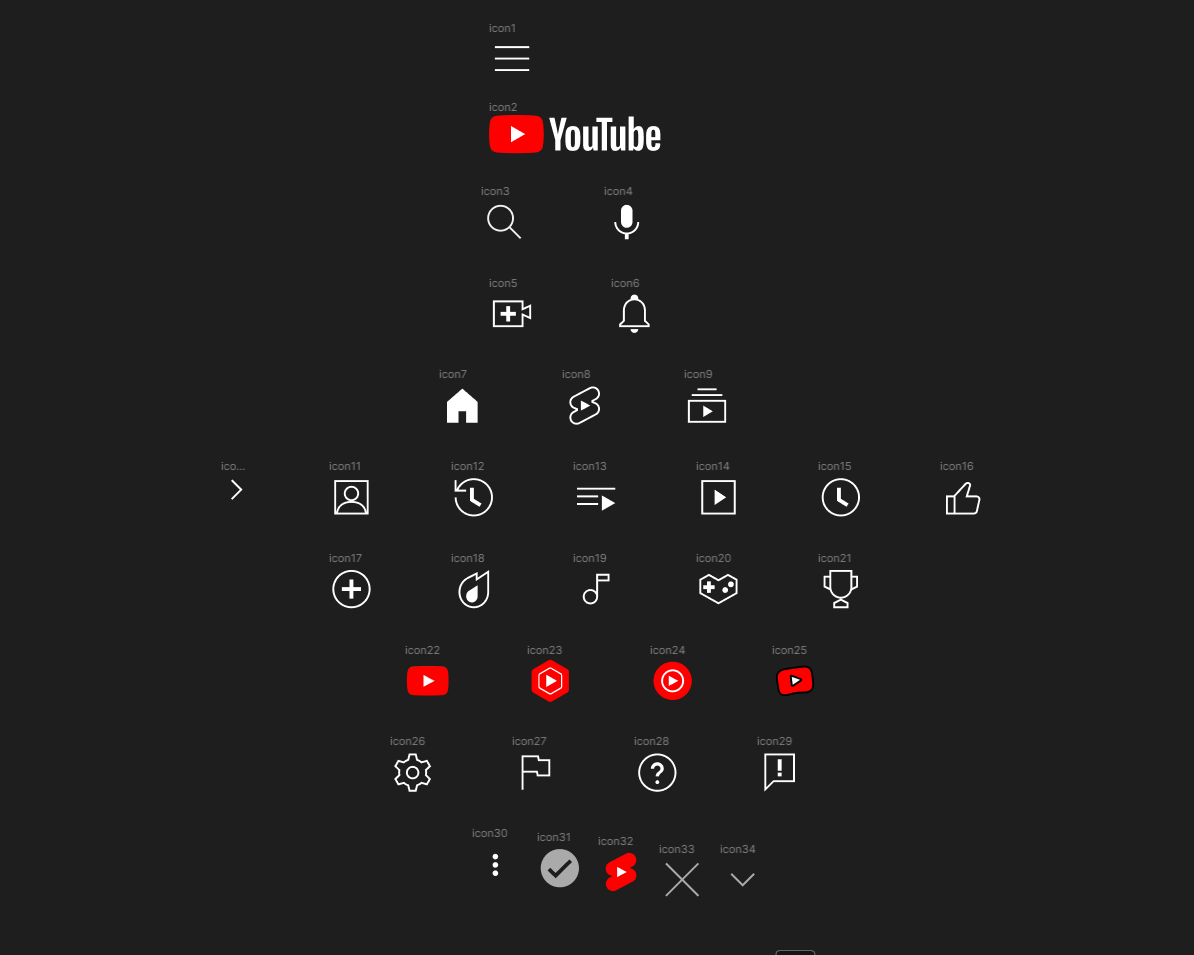 icon1
icon2
YouTube
icon3 icon4
icon5 icon6
icon7 icon8 icon9
ico... icon11 icon12 icon13 icon14 icon15 icon16
icon17 icon18 icon19 icon20 icon21
icon22 icon23 icon24 icon25
icon26 icon27 icon28 icon29
?
!
icon30 icon31 icon32 icon33 icon34